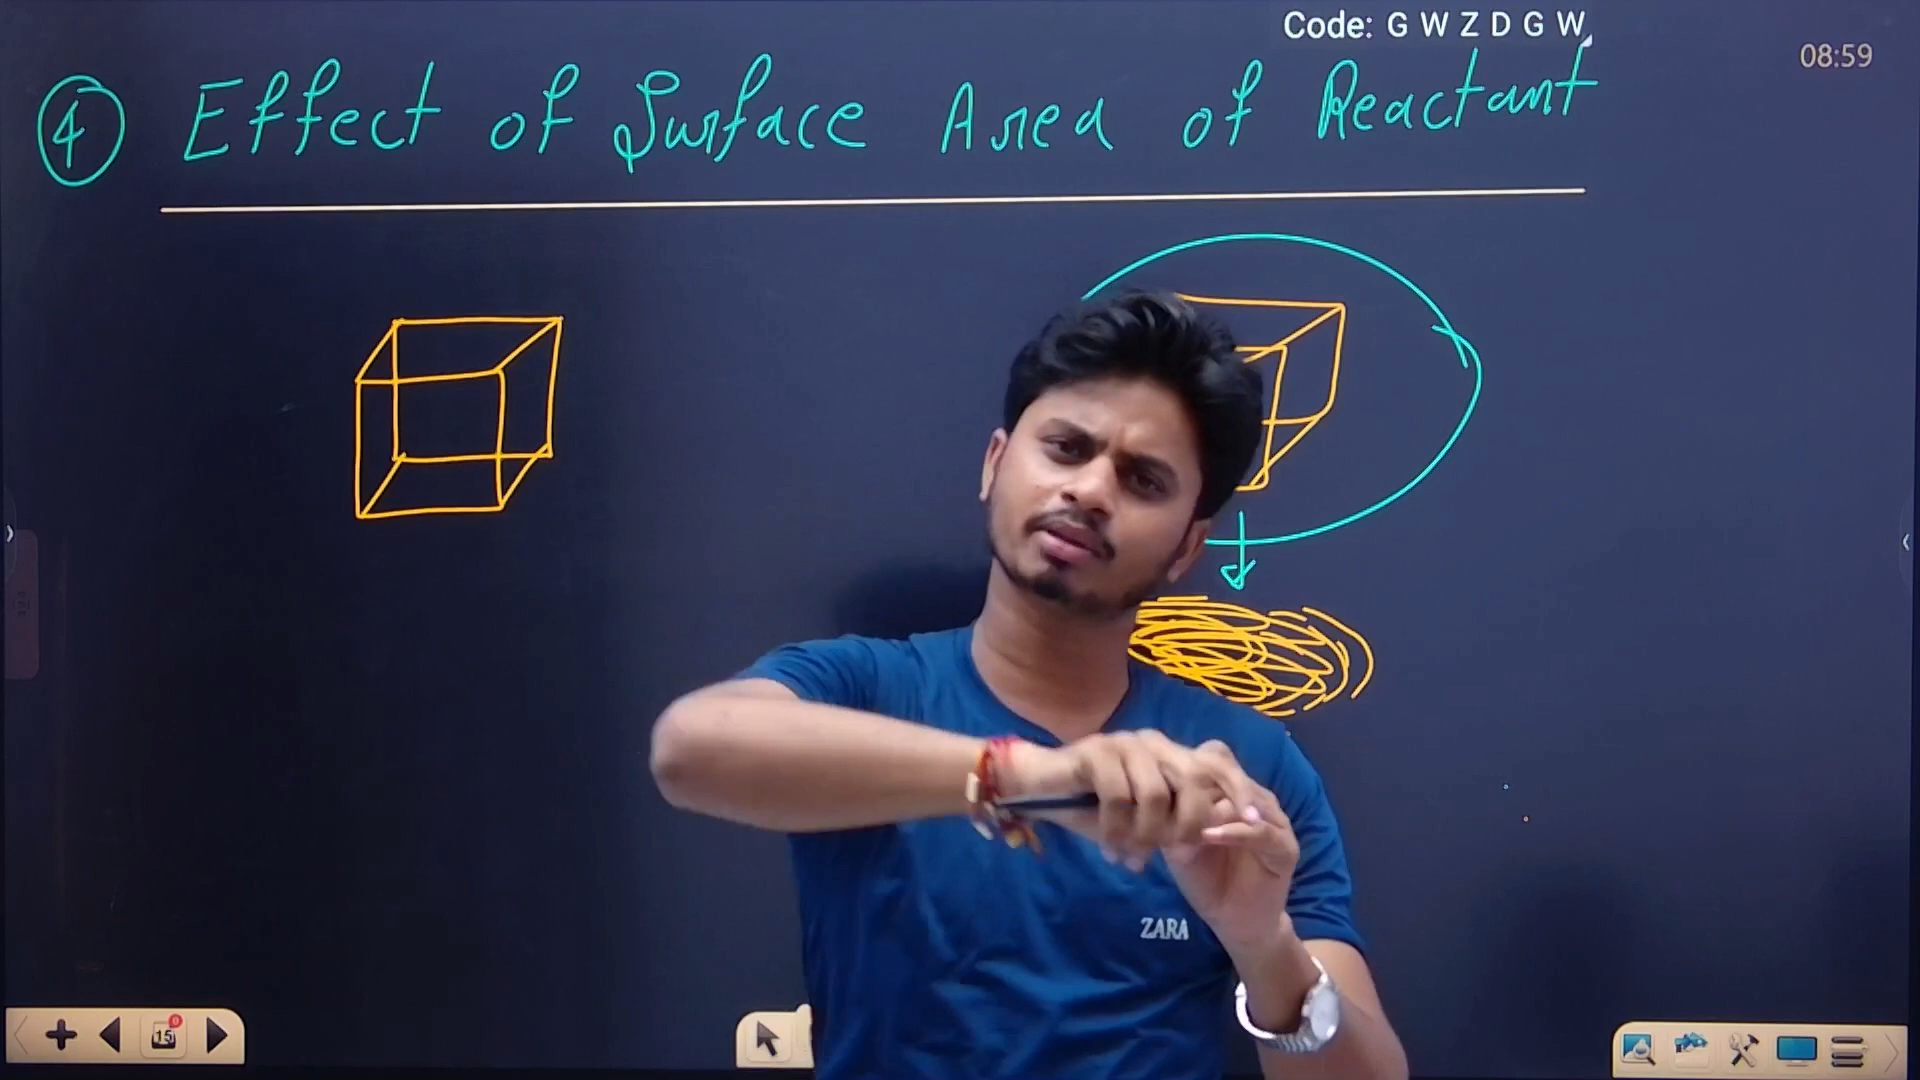 Code: G W Z D G W
08:59
4 Effect of Surface Area of Reactant
ZARA
15